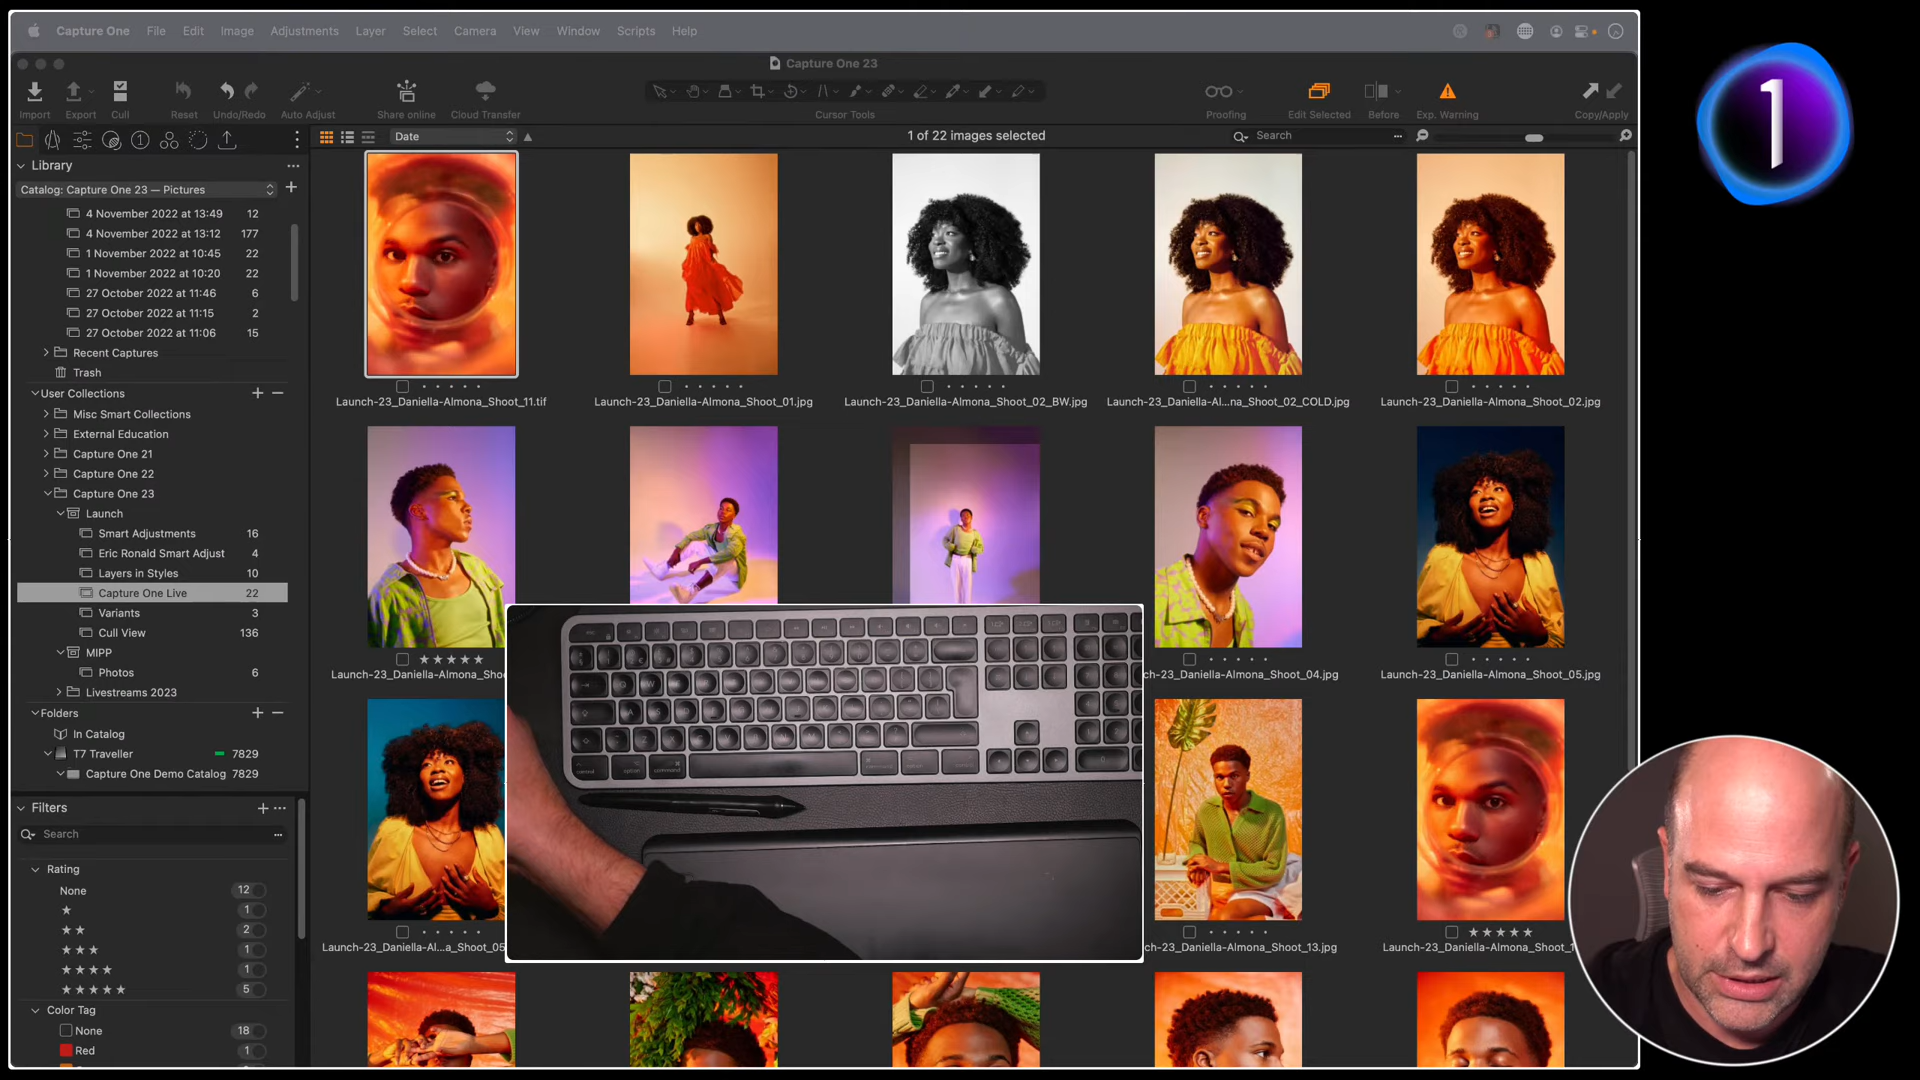 Capture One File Edit Image Adjustments Layer Select Camera View Window Scripts Help
Capture One 23
Import Export Cull Reset Undo/Redo Auto Adjust Share online Cloud Transfer Cursor Tools Proofing Edit Selected Before Exp. Warning Copy/Apply
Date
1 of 22 images selected
Search
Library
Catalog: Capture One 23 — Pictures
4 November 2022 at 13:49 12
4 November 2022 at 13:12 177
1 November 2022 at 10:45 22
1 November 2022 at 10:20 22
27 October 2022 at 11:46 6
27 October 2022 at 11:15 2
27 October 2022 at 11:06 15
Recent Captures
Trash
User Collections
Misc Smart Collections
External Education
Capture One 21
Capture One 22
Capture One 23
Launch
Smart Adjustments 16
Eric Ronald Smart Adjust 4
Layers in Styles 10
Capture One Live 22
Variants 3
Cull View 136
MIPP
Photos 6
Livestreams 2023
Folders
In Catalog
T7 Traveller 7829
Capture One Demo Catalog 7829
Filters
Search
Rating
None 12
★ 1
★★ 2
★★★ 1
★★★★ 1
★★★★★ 5
Color Tag
None 18
Red 1
Launch-23_Daniella-Almona_Shoot_11.tif
Launch-23_Daniella-Almona_Shoot_01.jpg
Launch-23_Daniella-Almona_Shoot_02_BW.jpg
Launch-23_Daniella-Al...na_Shoot_02_COLD.jpg
Launch-23_Daniella-Almona_Shoot_02.jpg
Launch-23_Daniella-Almona_Sho
ch-23_Daniella-Almona_Shoot_04.jpg
Launch-23_Daniella-Almona_Shoot_05.jpg
Launch-23_Daniella-Al...a_Shoot_05
ch-23_Daniella-Almona_Shoot_13.jpg
Launch-23_Daniella-Almona_Shoot_1
control option command
1